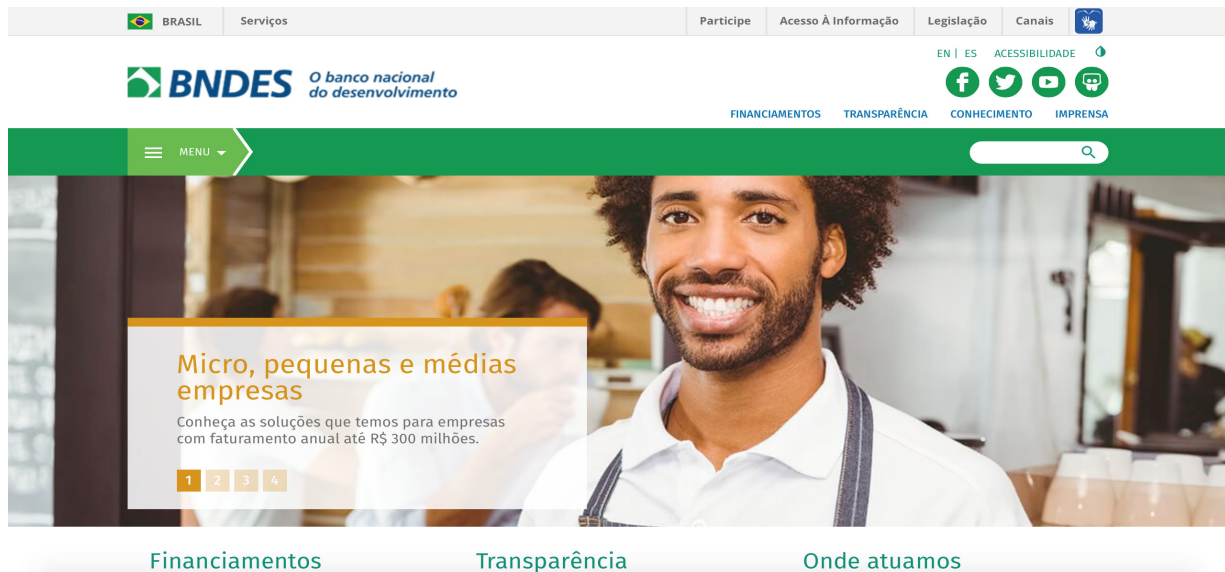 BRASIL Serviços Participe Acesso À Informação Legislação Canais
EN | ES ACESSIBILIDADE
BNDES O banco nacional
do desenvolvimento
FINANCIAMENTOS TRANSPARÊNCIA CONHECIMENTO IMPRENSA
MENU
Micro, pequenas e médias
empresas
Conheça as soluções que temos para empresas
com faturamento anual até R$ 300 milhões.
1 2 3 4
Financiamentos Transparência Onde atuamos